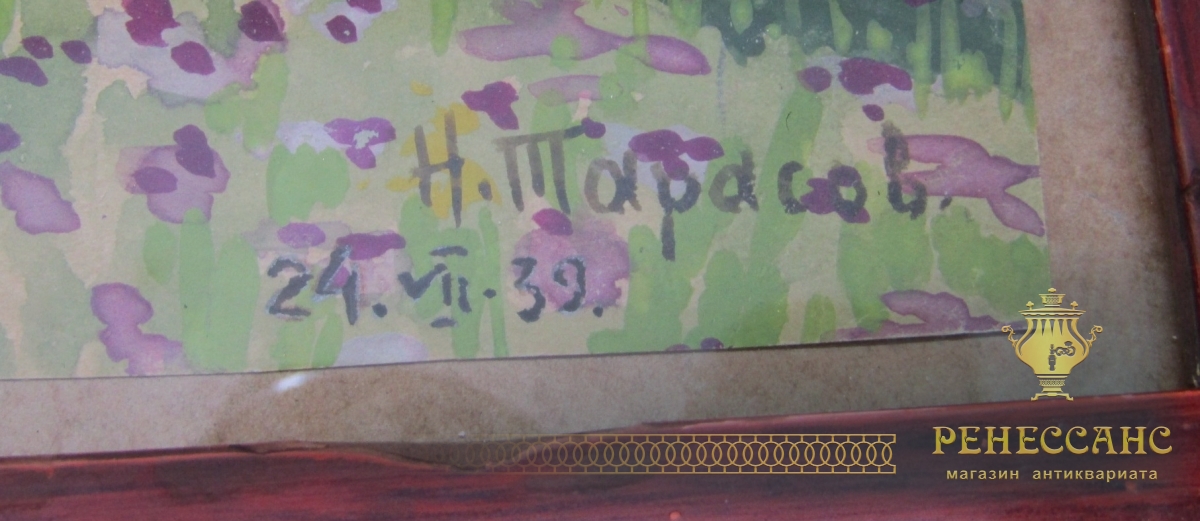 Н. Тарасов.
24. VII. 39.
РЕНЕССАНС
магазин антиквариата